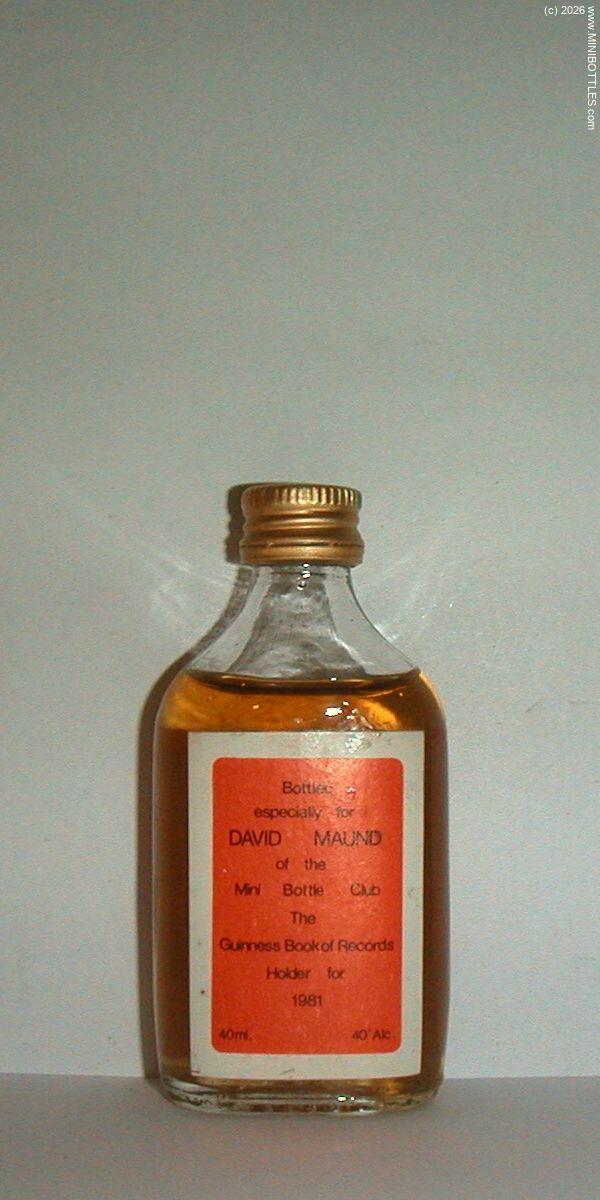 (c) 2026 www.MINIBOTTLES.com
Bottled
especially for
DAVID MAUND
of the
Mini Bottle Club
The
Guinness Book of Records
Holder for
1981
40ml. 40° Alc